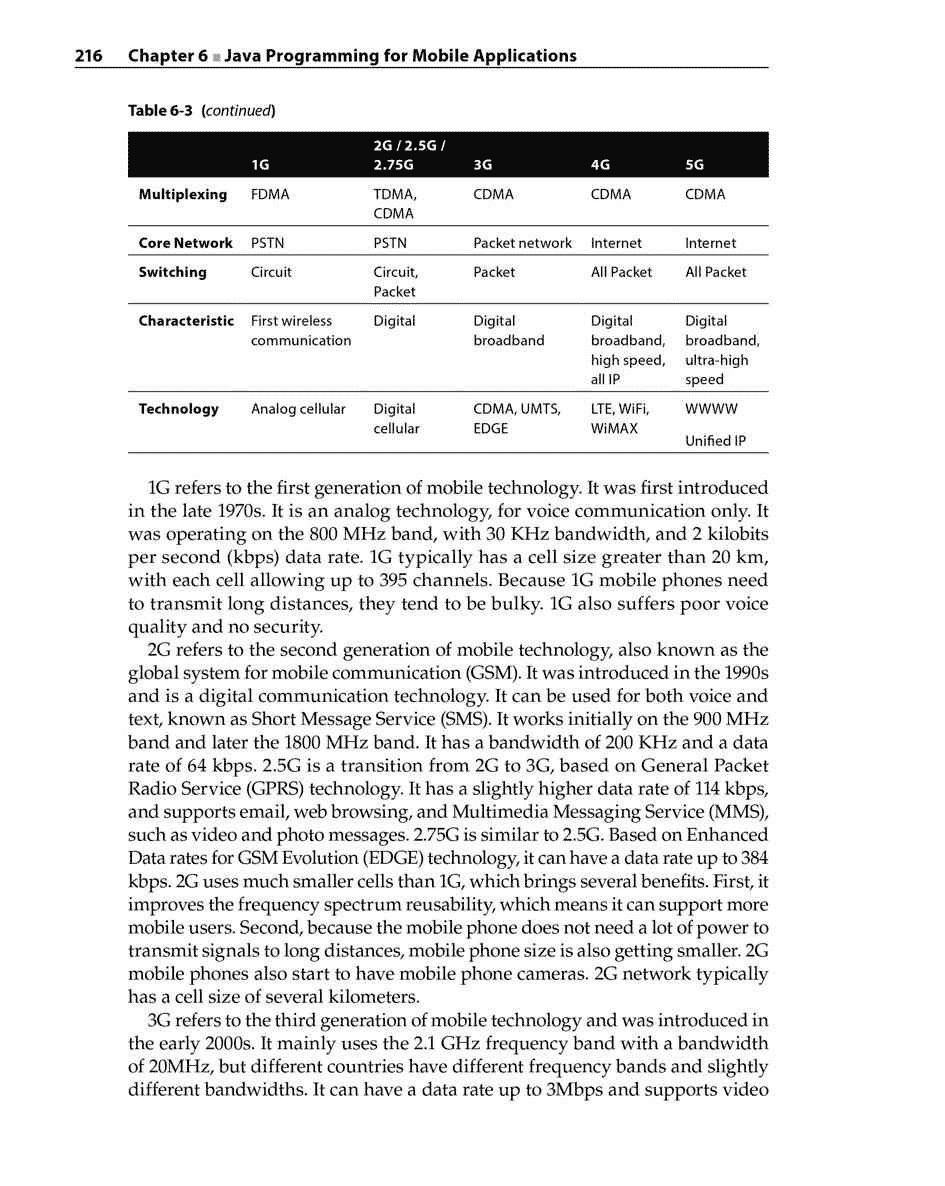 216 Chapter 6 ■ Java Programming for Mobile Applications
Table 6-3 (continued)
2G / 2.5G /
1G 2.75G 3G 4G 5G
Multiplexing FDMA TDMA, CDMA CDMA CDMA
CDMA
Core Network PSTN PSTN Packet network Internet Internet
Switching Circuit Circuit, Packet All Packet All Packet
Packet
Characteristic First wireless Digital Digital Digital Digital
communication broadband broadband, broadband,
high speed, ultra-high
all IP speed
Technology Analog cellular Digital CDMA, UMTS, LTE, WiFi, WWWW
cellular EDGE WiMAX
Unified IP
1G refers to the first generation of mobile technology. It was first introduced
in the late 1970s. It is an analog technology, for voice communication only. It
was operating on the 800 MHz band, with 30 KHz bandwidth, and 2 kilobits
per second (kbps) data rate. 1G typically has a cell size greater than 20 km,
with each cell allowing up to 395 channels. Because 1G mobile phones need
to transmit long distances, they tend to be bulky. 1G also suffers poor voice
quality and no security.
2G refers to the second generation of mobile technology, also known as the
global system for mobile communication (GSM). It was introduced in the 1990s
and is a digital communication technology. It can be used for both voice and
text, known as Short Message Service (SMS). It works initially on the 900 MHz
band and later the 1800 MHz band. It has a bandwidth of 200 KHz and a data
rate of 64 kbps. 2.5G is a transition from 2G to 3G, based on General Packet
Radio Service (GPRS) technology. It has a slightly higher data rate of 114 kbps,
and supports email, web browsing, and Multimedia Messaging Service (MMS),
such as video and photo messages. 2.75G is similar to 2.5G. Based on Enhanced
Data rates for GSM Evolution (EDGE) technology, it can have a data rate up to 384
kbps. 2G uses much smaller cells than 1G, which brings several benefits. First, it
improves the frequency spectrum reusability, which means it can support more
mobile users. Second, because the mobile phone does not need a lot of power to
transmit signals to long distances, mobile phone size is also getting smaller. 2G
mobile phones also start to have mobile phone cameras. 2G network typically
has a cell size of several kilometers.
3G refers to the third generation of mobile technology and was introduced in
the early 2000s. It mainly uses the 2.1 GHz frequency band with a bandwidth
of 20MHz, but different countries have different frequency bands and slightly
different bandwidths. It can have a data rate up to 3Mbps and supports video